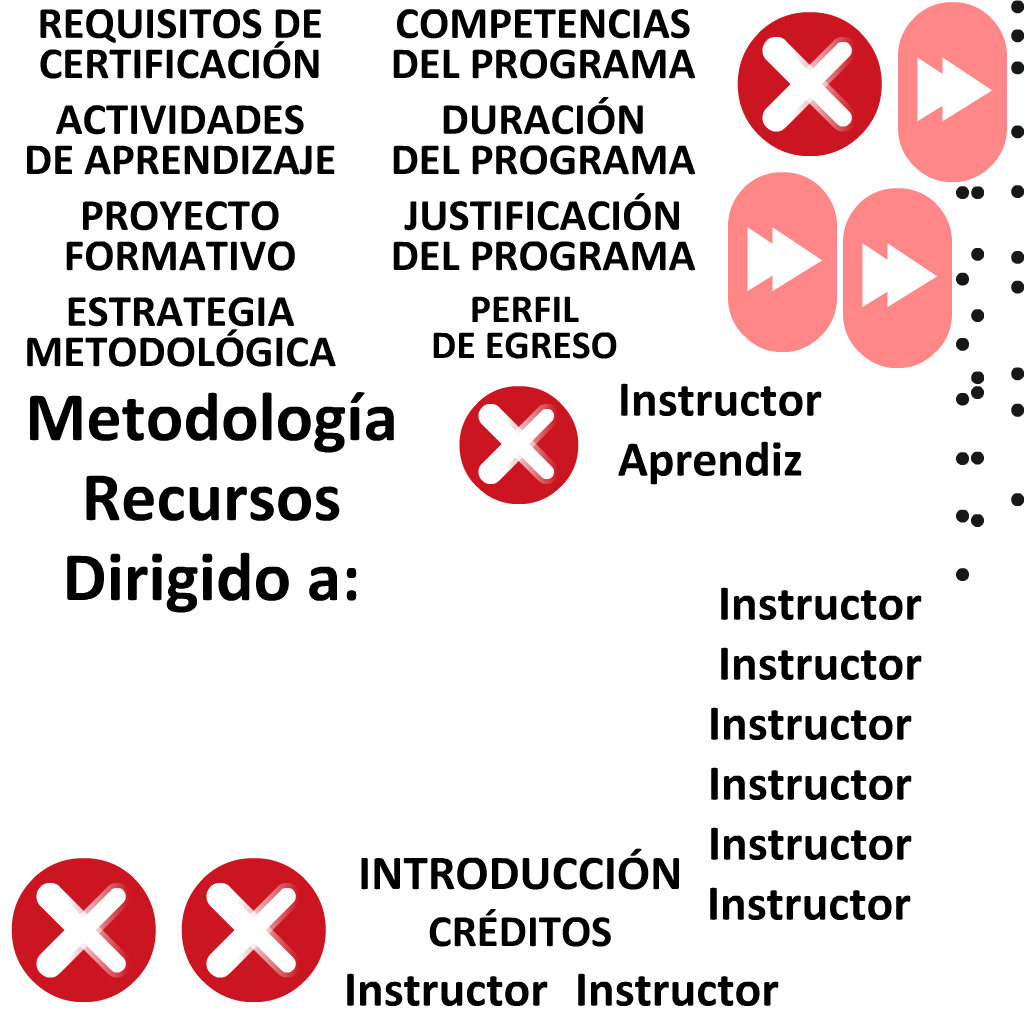 REQUISITOS DE
CERTIFICACIÓN
COMPETENCIAS
DEL PROGRAMA
ACTIVIDADES
DE APRENDIZAJE
DURACIÓN
DEL PROGRAMA
PROYECTO
FORMATIVO
JUSTIFICACIÓN
DEL PROGRAMA
ESTRATEGIA
METODOLÓGICA
PERFIL
DE EGRESO
Metodología
Recursos
Dirigido a:
Instructor
Aprendiz
Instructor
Instructor
Instructor
Instructor
Instructor
Instructor
INTRODUCCIÓN
CRÉDITOS
Instructor Instructor